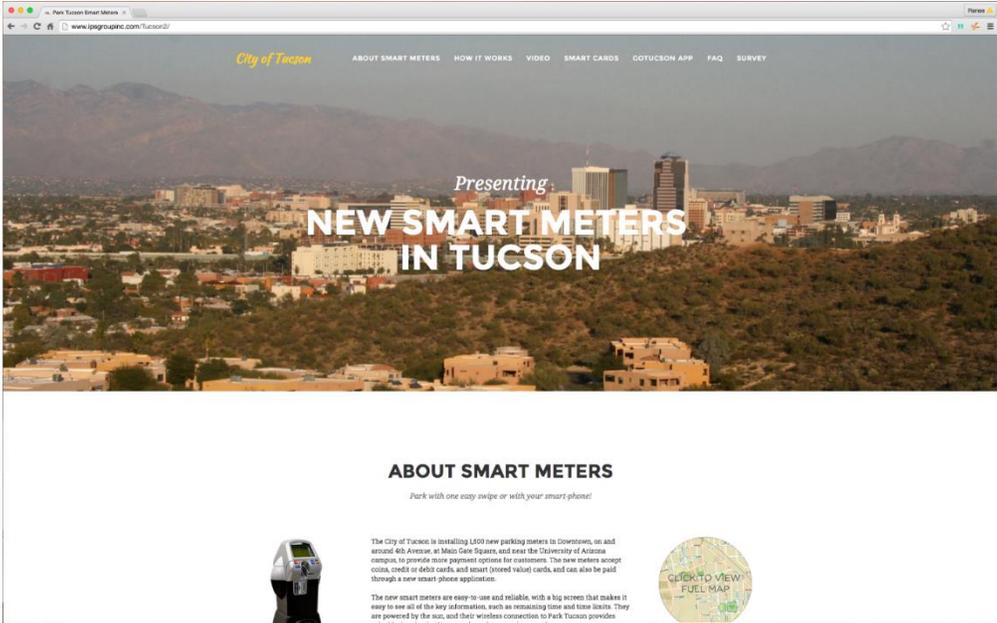 Park Tucson Smart Meters
www.ipsgroupinc.com/Tucson2/
City of Tucson
ABOUT SMART METERS HOW IT WORKS VIDEO SMART CARDS GOTUCSON APP FAQ SURVEY
Presenting
NEW SMART METERS
IN TUCSON
ABOUT SMART METERS
Park with one easy swipe or with your smart-phone!
The City of Tucson is installing 1,600 new parking meters in Downtown, on and
around 4th Avenue, at Main Gate Square, and near the University of Arizona
campus, to provide more payment options for customers. The new meters accept
coins, credit or debit cards, and smart (stored value) cards, and can also be paid
through a new smart-phone application.
The new smart meters are easy-to-use and reliable, with a big screen that makes it
easy to see all of the key information, such as remaining time and time limits. They
are powered by the sun, and their wireless connection to Park Tucson provides
CLICK TO VIEW
FULL MAP